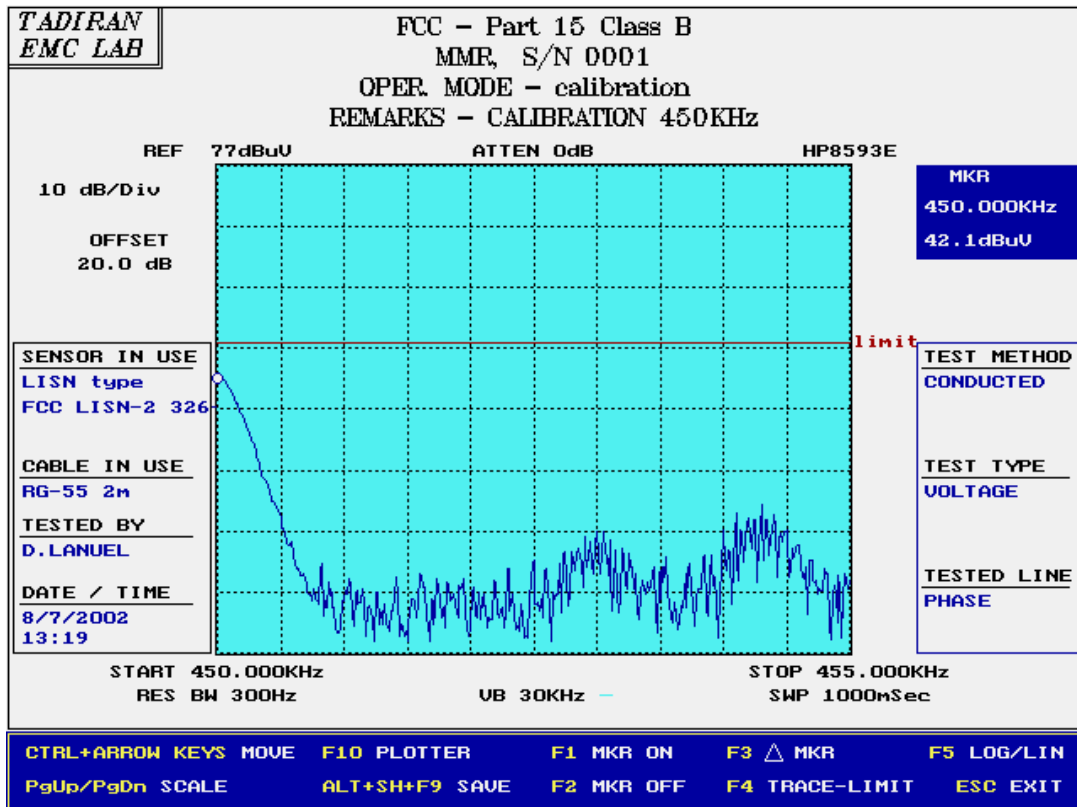 TADIRAN
EMC LAB
FCC - Part 15 Class B
MMR, S/N 0001
OPER. MODE - calibration
REMARKS - CALIBRATION 450KHz
REF 77dBuV ATTEN 0dB HP8593E
10 dB/Div
OFFSET
20.0 dB
MKR
450.000KHz
42.1dBuV
limit
SENSOR IN USE
LISN type
FCC LISN-2 326
CABLE IN USE
RG-55 2m
TESTED BY
D.LANUEL
DATE / TIME
8/7/2002
13:19
TEST METHOD
CONDUCTED
TEST TYPE
VOLTAGE
TESTED LINE
PHASE
START 450.000KHz STOP 455.000KHz
RES BW 300Hz VB 30KHz SWP 1000mSec
CTRL+ARROW KEYS MOVE F10 PLOTTER F1 MKR ON F3 △ MKR F5 LOG/LIN
PgUp/PgDn SCALE ALT+SH+F9 SAVE F2 MKR OFF F4 TRACE-LIMIT ESC EXIT